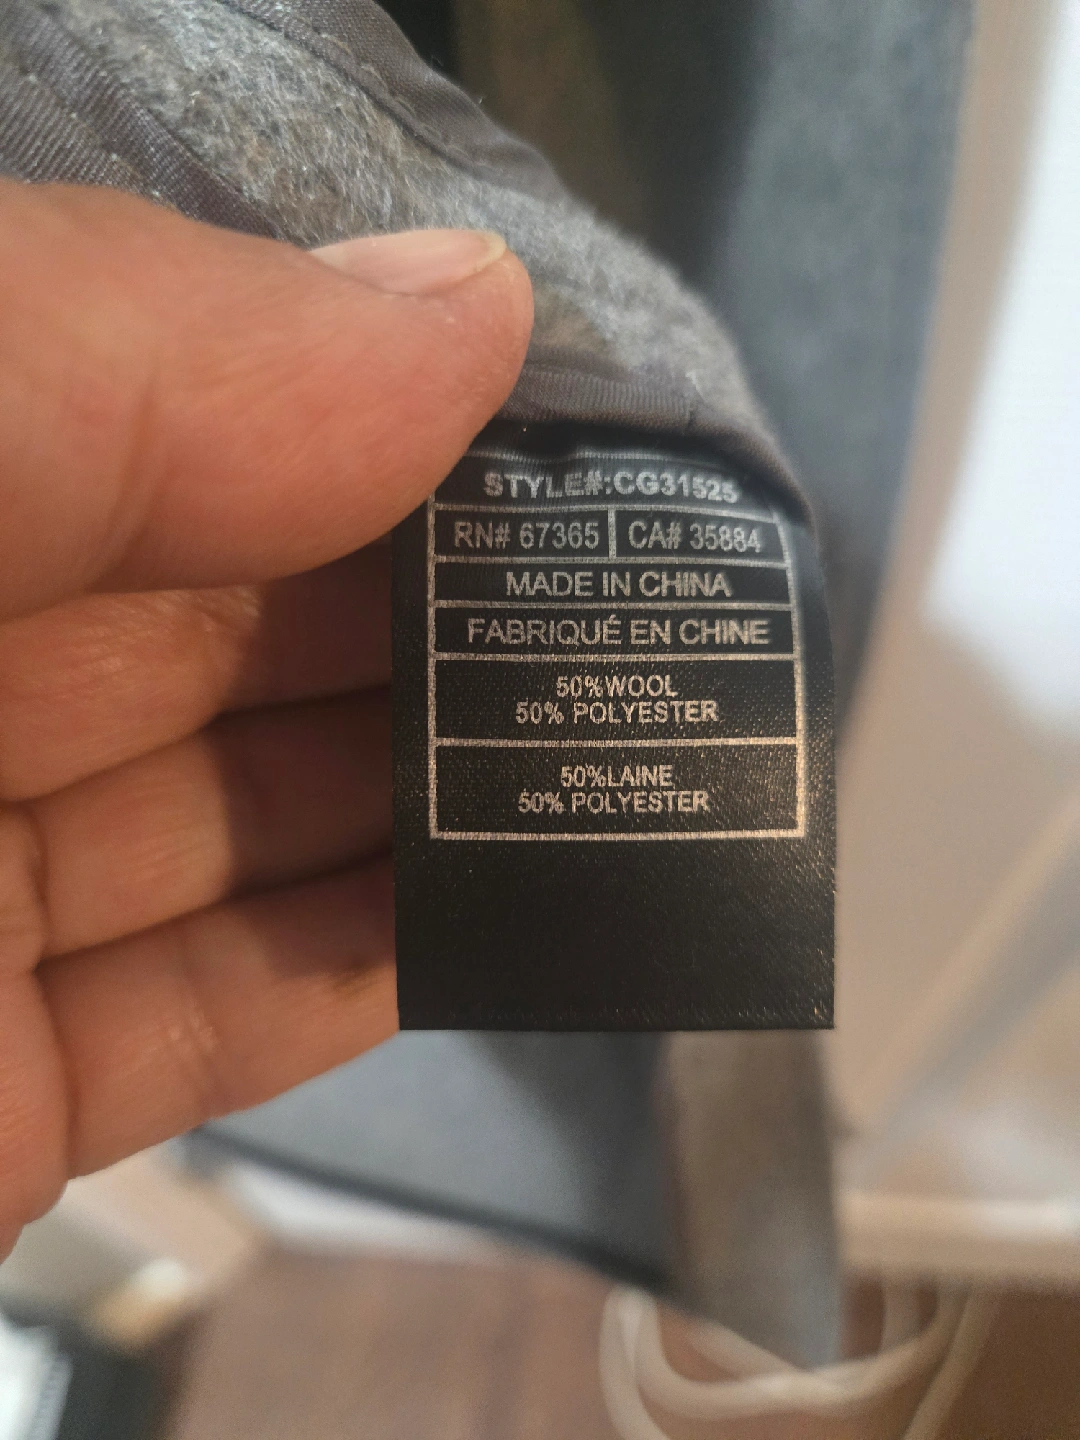 STYLE#:CG31525
RN# 67365 CA# 35884
MADE IN CHINA
FABRIQUÉ EN CHINE
50%WOOL
50% POLYESTER
50%LAINE
50% POLYESTER